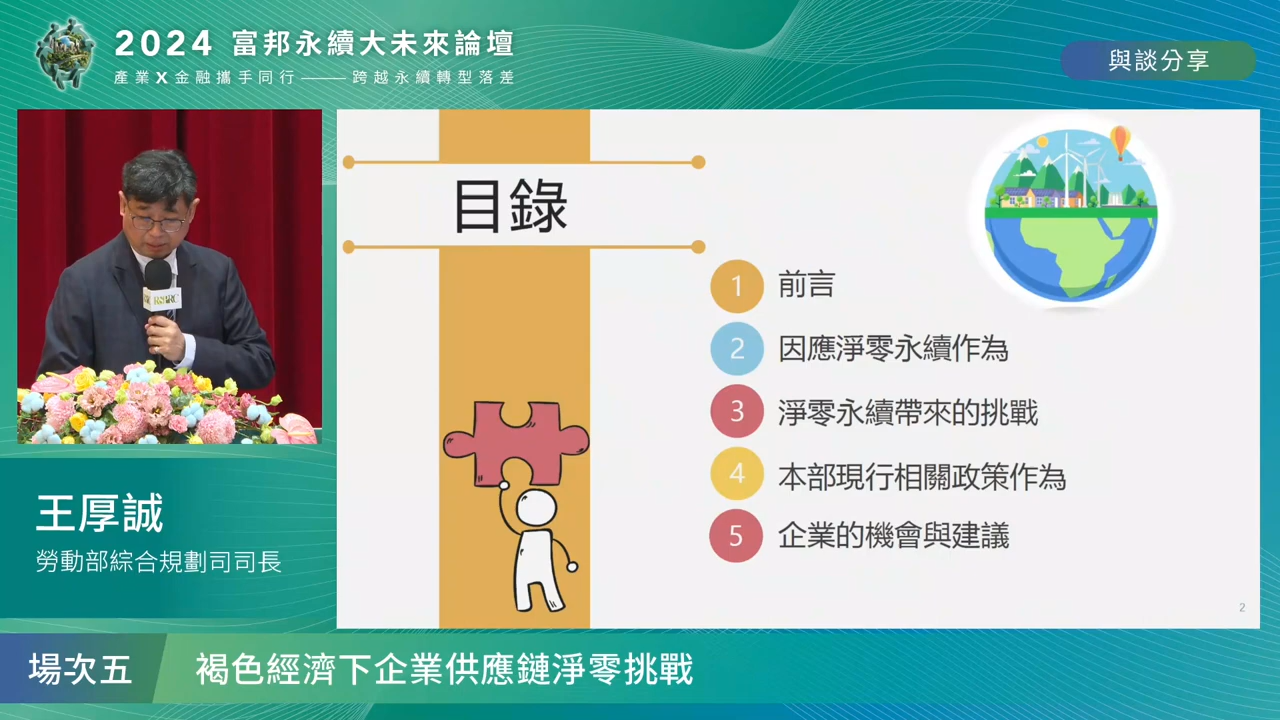 2024 富邦永續大未來論壇
產業X金融攜手同行——跨越永續轉型落差
與談分享
目錄
1 前言
2 因應淨零永續作為
3 淨零永續帶來的挑戰
4 本部現行相關政策作為
5 企業的機會與建議
2
王厚誠
勞動部綜合規劃司司長
場次五
褐色經濟下企業供應鏈淨零挑戰